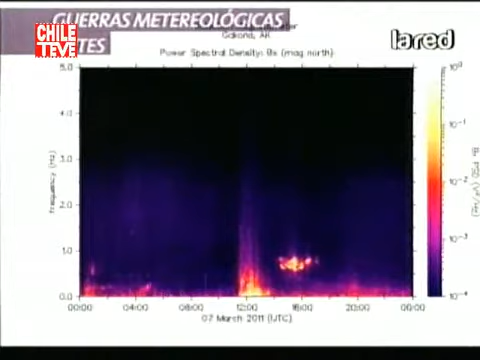 GUERRAS METEREOLÓGICAS
CHILE
TEVE
lared
Gakona, AK
Power Spectral Density: Bx (mag north)
5.0
4.0
3.0
2.0
1.0
0.0
Frequency (Hz)
00:00
04:00
08:00
12:00
16:00
20:00
00:00
07 March 2011 (UTC)
10⁰
10⁻¹
10⁻²
10⁻³
10⁻⁴